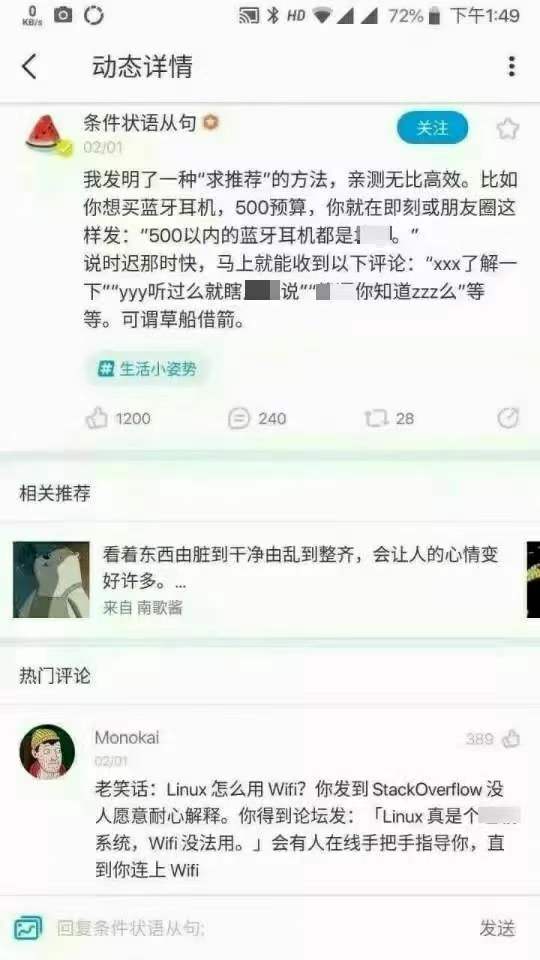 0
KB/s
HD
72%
下午1:49
动态详情
条件状语从句
关注
02/01
我发明了一种“求推荐”的方法，亲测无比高效。比如
你想买蓝牙耳机，500预算，你就在即刻或朋友圈这
样发：“500以内的蓝牙耳机都是。”
说时迟那时快，马上就能收到以下评论：“xxx了解一
下”“yyy听过么就瞎说”“你知道zzz么”等
等。可谓草船借箭。
# 生活小姿势
1200
240
28
相关推荐
看着东西由脏到干净由乱到整齐，会让人的心情变
好许多。...
来自 南歌酱
热门评论
Monokai
389
02/01
老笑话：Linux 怎么用 Wifi？你发到 StackOverflow 没
人愿意耐心解释。你得到论坛发：「Linux 真是个
系统，Wifi 没法用。」会有人在线手把手指导你，直
到你连上 Wifi
回复条件状语从句:
发送